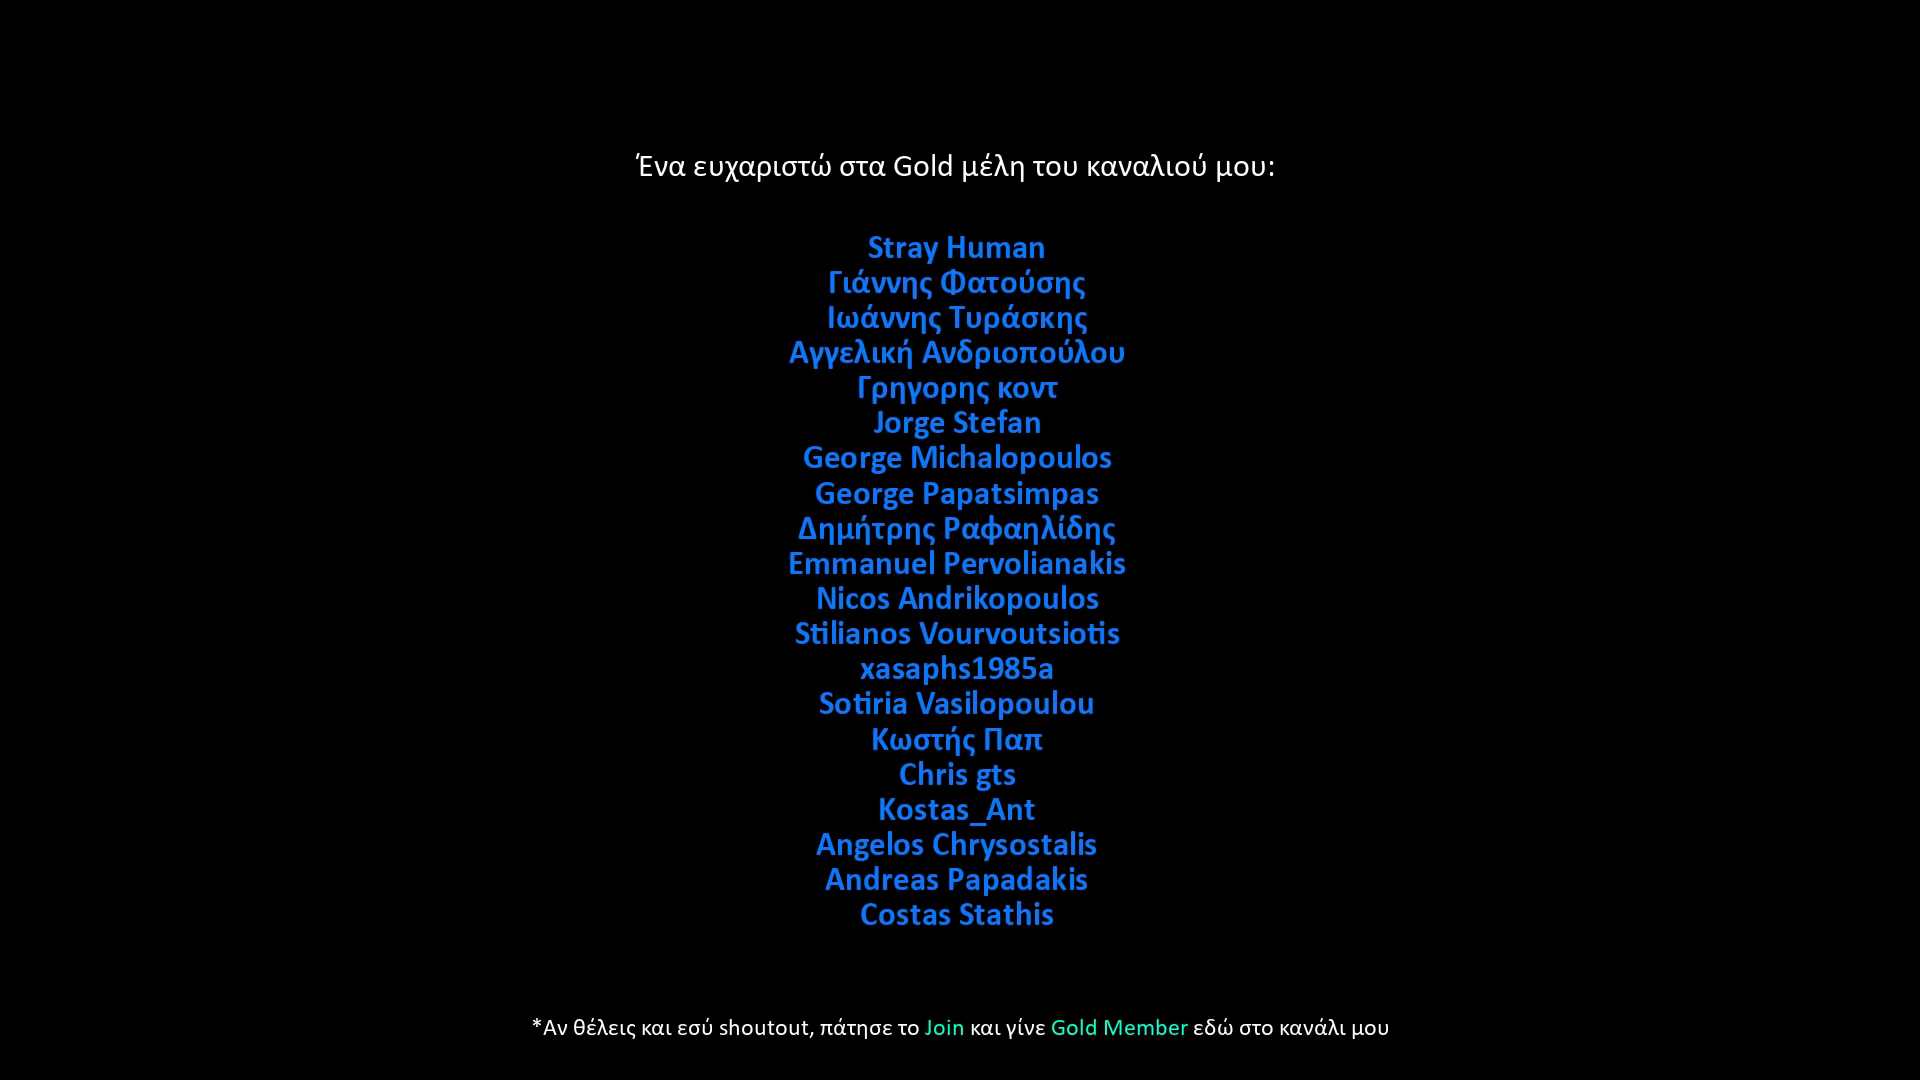 Ένα ευχαριστώ στα Gold μέλη του καναλιού μου:
Stray Human
Γιάννης Φατούσης
Ιωάννης Τυράσκης
Αγγελική Ανδριοπούλου
Γρηγορης κοντ
Jorge Stefan
George Michalopoulos
George Papatsimpas
Δημήτρης Ραφαηλίδης
Emmanuel Pervolianakis
Nicos Andrikopoulos
Stilianos Vourvoutsiotis
xasaphs1985a
Sotiria Vasilopoulou
Κωστής Παπ
Chris gts
Kostas_Ant
Angelos Chrysostalis
Andreas Papadakis
Costas Stathis
*Αν θέλεις και εσύ shoutout, πάτησε το Join και γίνε Gold Member εδώ στο κανάλι μου